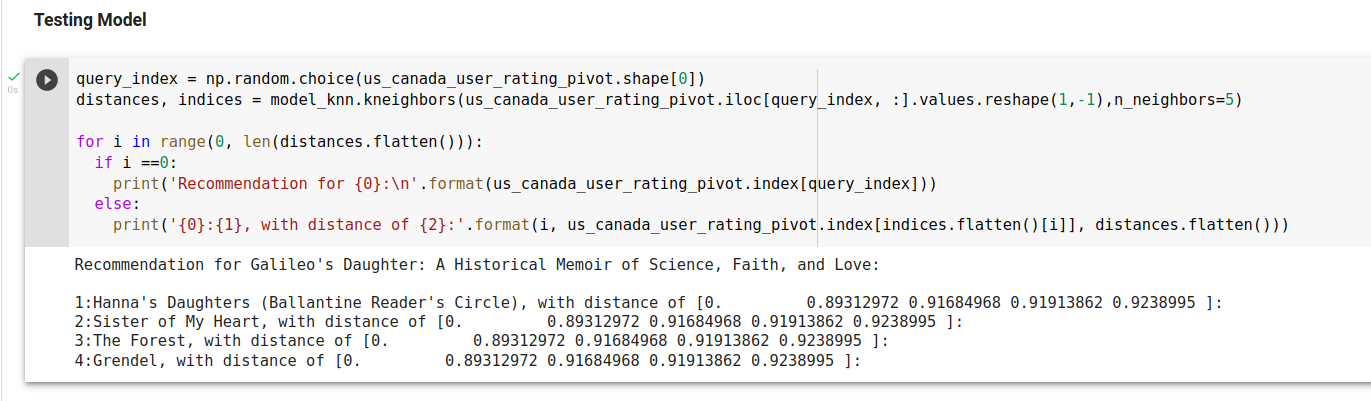 Testing Model
0s
query_index = np.random.choice(us_canada_user_rating_pivot.shape[0])
distances, indices = model_knn.kneighbors(us_canada_user_rating_pivot.iloc[query_index, :].values.reshape(1,-1),n_neighbors=5)
for i in range(0, len(distances.flatten())):
  if i ==0:
    print('Recommendation for {0}:\n'.format(us_canada_user_rating_pivot.index[query_index]))
  else:
    print('{0}:{1}, with distance of {2}:'.format(i, us_canada_user_rating_pivot.index[indices.flatten()[i]], distances.flatten()))
Recommendation for Galileo's Daughter: A Historical Memoir of Science, Faith, and Love:
1:Hanna's Daughters (Ballantine Reader's Circle), with distance of [0.         0.89312972 0.91684968 0.91913862 0.9238995 ]:
2:Sister of My Heart, with distance of [0.         0.89312972 0.91684968 0.91913862 0.9238995 ]:
3:The Forest, with distance of [0.         0.89312972 0.91684968 0.91913862 0.9238995 ]:
4:Grendel, with distance of [0.         0.89312972 0.91684968 0.91913862 0.9238995 ]: